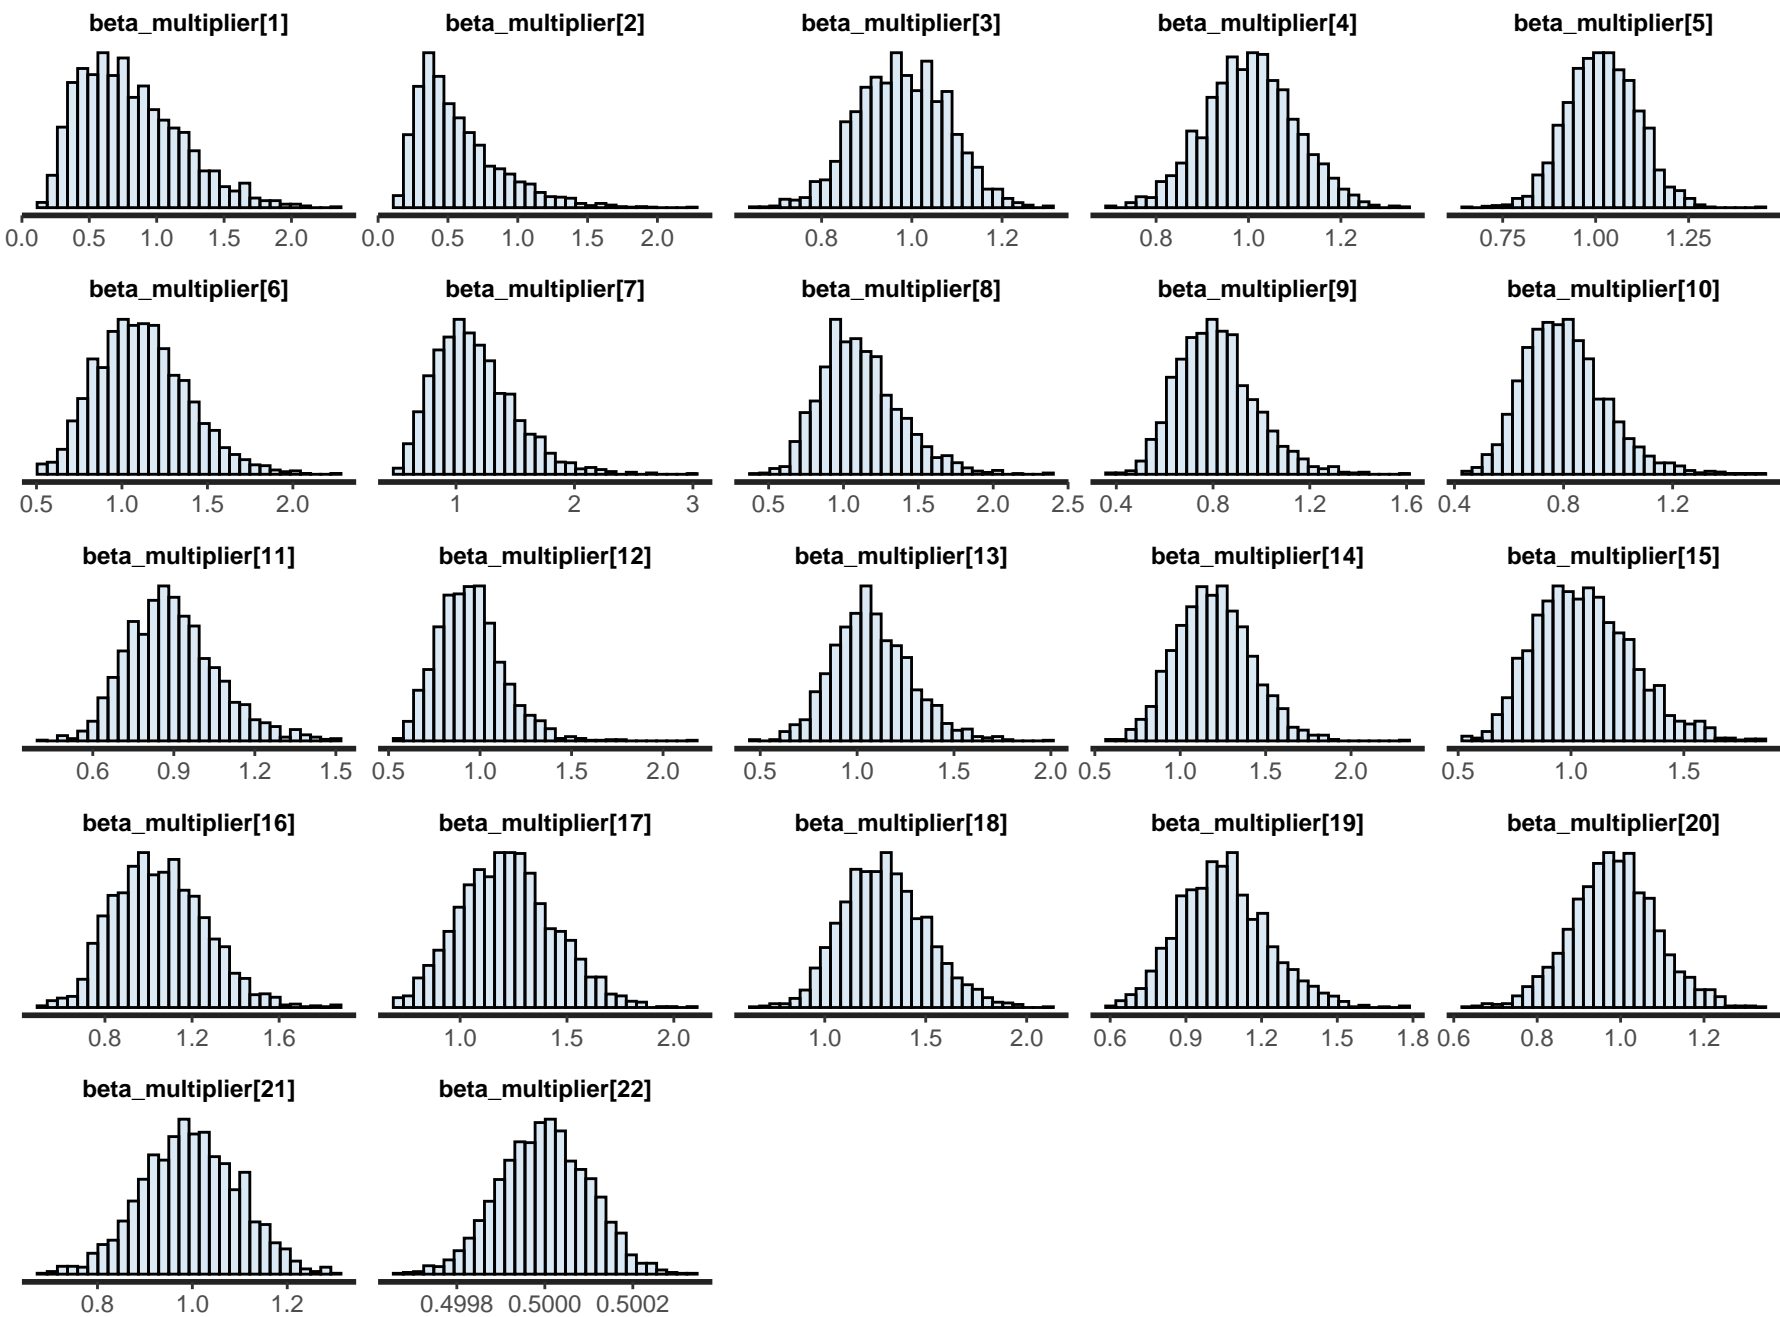 beta_multiplier[1] beta_multiplier[2] beta_multiplier[3] beta_multiplier[4] beta_multiplier[5]
0.0 0.5 1.0 1.5 2.0 0.0 0.5 1.0 1.5 2.0 0.8 1.0 1.2 0.8 1.0 1.2 0.75 1.00 1.25
beta_multiplier[6] beta_multiplier[7] beta_multiplier[8] beta_multiplier[9] beta_multiplier[10]
0.5 1.0 1.5 2.0 1 2 3 0.5 1.0 1.5 2.0 2.5 0.4 0.8 1.2 1.6 0.4 0.8 1.2
beta_multiplier[11] beta_multiplier[12] beta_multiplier[13] beta_multiplier[14] beta_multiplier[15]
0.6 0.9 1.2 1.5 0.5 1.0 1.5 2.0 0.5 1.0 1.5 2.0 0.5 1.0 1.5 2.0 0.5 1.0 1.5
beta_multiplier[16] beta_multiplier[17] beta_multiplier[18] beta_multiplier[19] beta_multiplier[20]
0.8 1.2 1.6 1.0 1.5 2.0 1.0 1.5 2.0 0.6 0.9 1.2 1.5 1.8 0.6 0.8 1.0 1.2
beta_multiplier[21] beta_multiplier[22]
0.8 1.0 1.2 0.4998 0.5000 0.5002